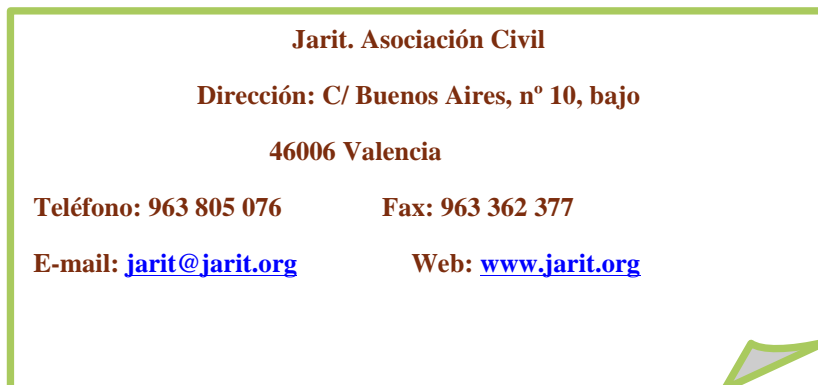 Jarit. Asociación Civil
Dirección: C/ Buenos Aires, nº 10, bajo
46006 Valencia
Teléfono: 963 805 076 Fax: 963 362 377
E-mail: jarit@jarit.org Web: www.jarit.org